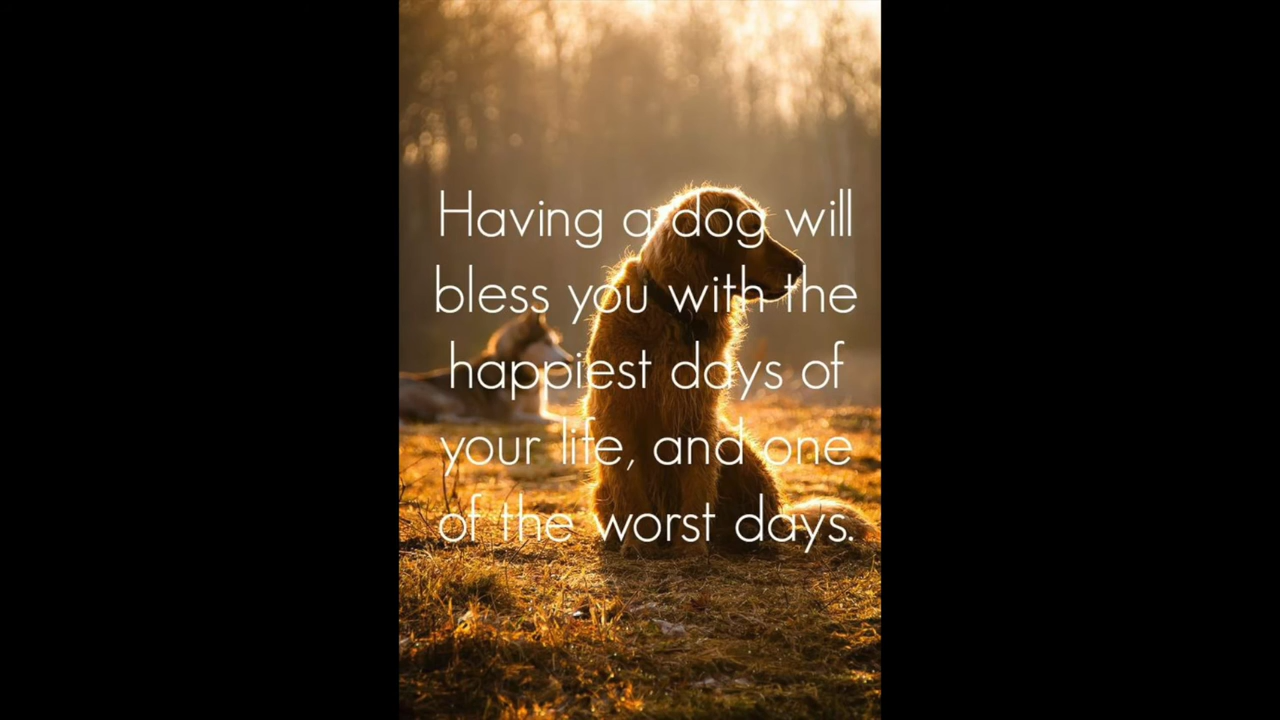 Having a dog will
bless you with the
happiest days of
your life, and one
of the worst days.